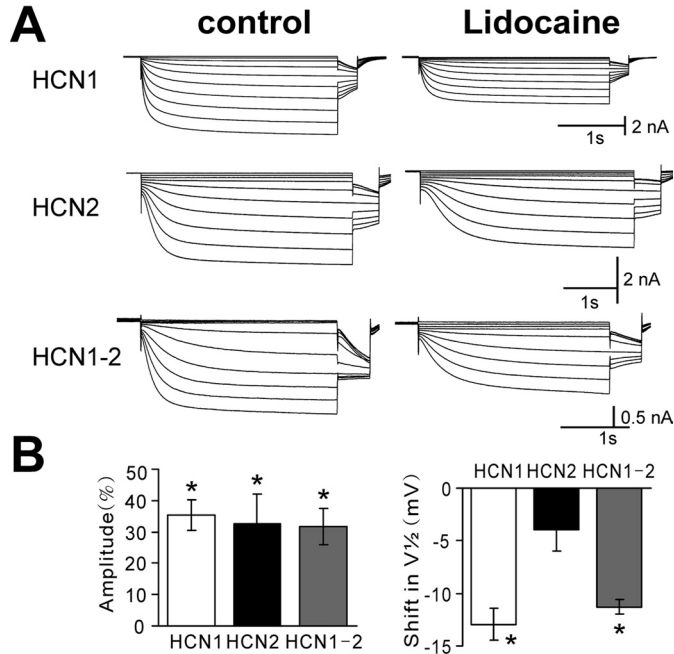 A
control
Lidocaine
HCN1
2 nA
1s
HCN2
2 nA
1s
HCN1-2
0.5 nA
1s
B
Amplitude(%)
50
40
30
20
10
0
*
*
*
HCN1 HCN2 HCN1-2
Shift in V½ (mV)
HCN1 HCN2 HCN1-2
0
-5
-10
-15
*
*